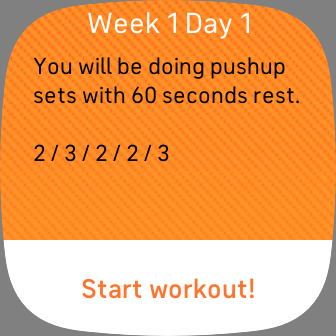 Week 1 Day 1
You will be doing pushup
sets with 60 seconds rest.
2 / 3 / 2 / 2 / 3
Start workout!